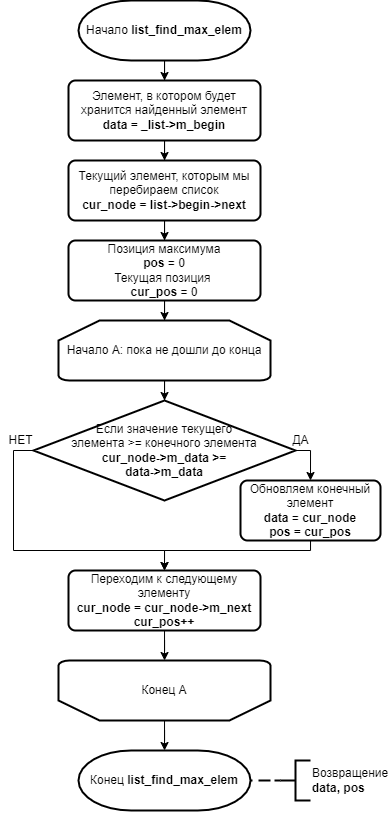 Начало list_find_max_elem
Элемент, в котором будет
хранится найденный элемент
data = _list->m_begin
Текущий элемент, которым мы
перебираем список
cur_node = list->begin->next
Позиция максимума
pos = 0
Текущая позиция
cur_pos = 0
Начало А: пока не дошли до конца
Если значение текущего
элемента >= конечного элемента
cur_node->m_data >=
data->m_data
НЕТ
ДА
Обновляем конечный
элемент
data = cur_node
pos = cur_pos
Переходим к следующему
элементу
cur_node = cur_node->m_next
cur_pos++
Конец А
Конец list_find_max_elem
Возвращение
data, pos